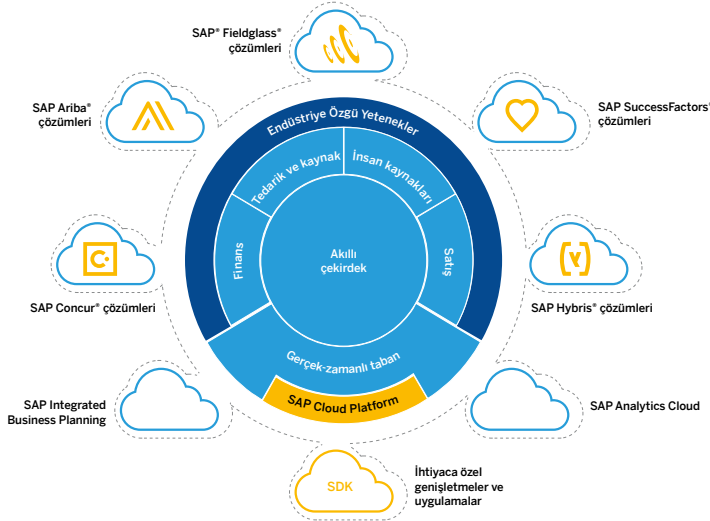 SAP® Fieldglass®
çözümleri
SAP Ariba®
çözümleri
SAP SuccessFactors®
çözümleri
Endüstriye Özgü Yetenekler
Tedarik ve kaynak
İnsan kaynakları
Finans
Akıllı
çekirdek
Satış
SAP Concur® çözümleri
SAP Hybris® çözümleri
Gerçek-zamanlı taban
SAP Cloud Platform
SAP Integrated
Business Planning
SAP Analytics Cloud
SDK
İhtiyaca özel
genişletmeler ve
uygulamalar